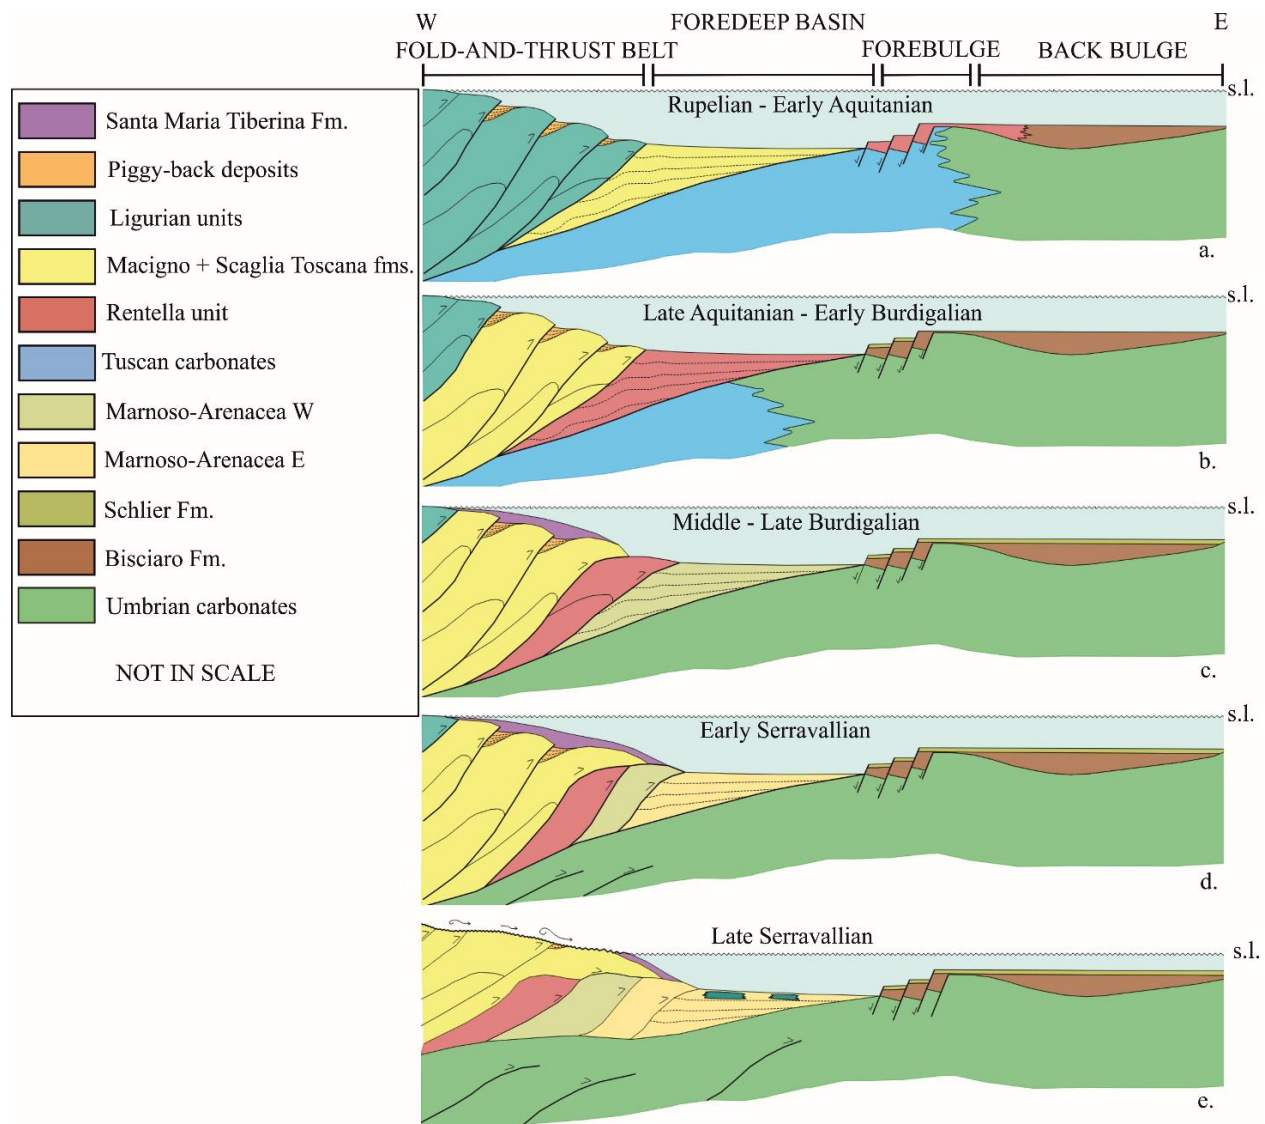 W
FOREDEEP BASIN
E
FOLD-AND-THRUST BELT
FOREBULGE
BACK BULGE
Santa Maria Tiberina Fm.
Piggy-back deposits
Ligurian units
Macigno + Scaglia Toscana fms.
Rentella unit
Tuscan carbonates
Marnoso-Arenacea W
Marnoso-Arenacea E
Schlier Fm.
Bisciaro Fm.
Umbrian carbonates
NOT IN SCALE
s.l.
Rupelian - Early Aquitanian
a.
s.l.
Late Aquitanian - Early Burdigalian
b.
s.l.
Middle - Late Burdigalian
c.
s.l.
Early Serravallian
d.
Late Serravallian
s.l.
e.